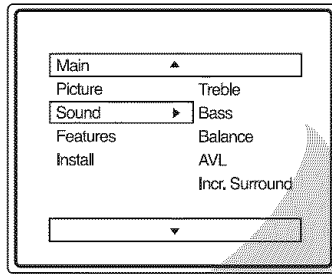 Main
Picture Treble
Sound Bass
Features Balance
Install AVL
Incr. Surround